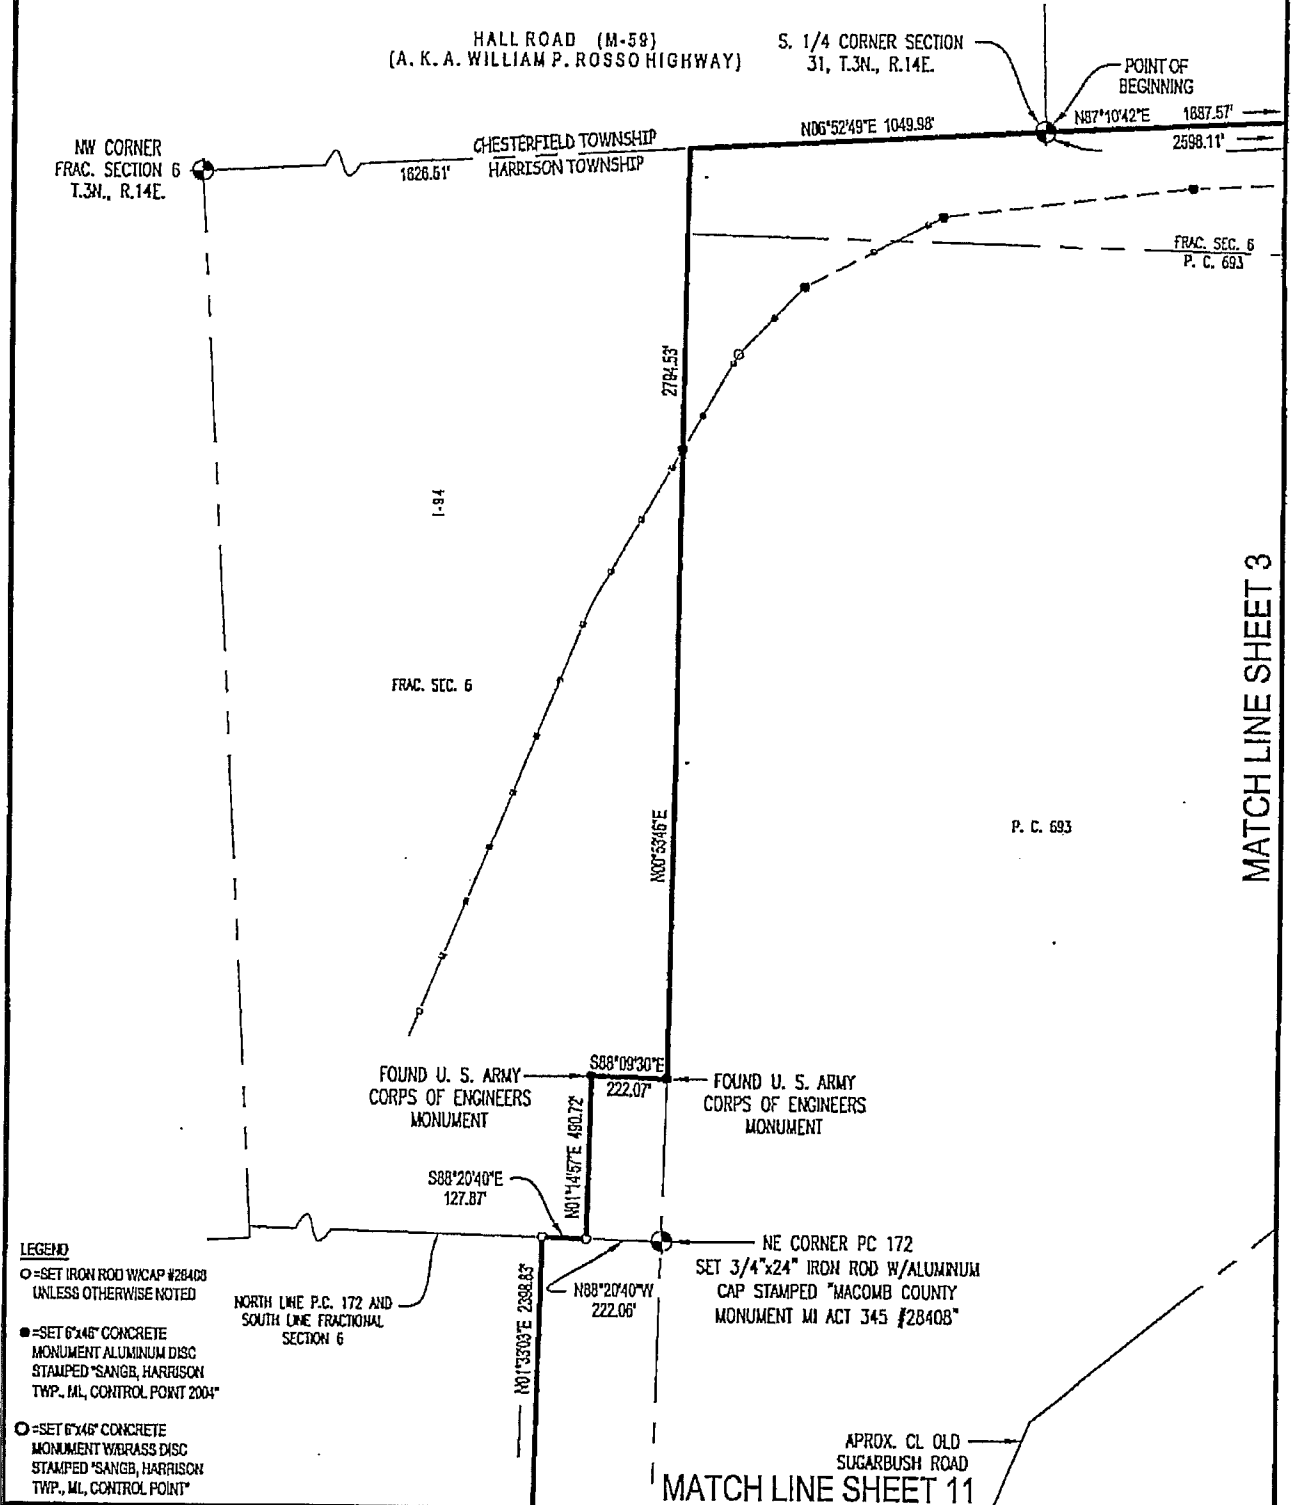 HALL ROAD (M-59)
(A. K. A. WILLIAM P. ROSSO HIGHWAY)
S. 1/4 CORNER SECTION
31, T.3N., R.14E.
POINT OF
BEGINNING
N06°52'49"E 1049.98'
N87°10'42"E 1887.57'
2598.11'
NW CORNER
FRAC. SECTION 6
T.3N., R.14E.
CHESTERFIELD TOWNSHIP
HARRISON TOWNSHIP
1626.51'
FRAC. SEC. 6
P. C. 693
2794.53'
I-94
MATCH LINE SHEET 3
FRAC. SEC. 6
P. C. 693
N00°53'46"E
S88°09'30"E
222.07'
FOUND U. S. ARMY
CORPS OF ENGINEERS
MONUMENT
FOUND U. S. ARMY
CORPS OF ENGINEERS
MONUMENT
N01°14'57"E 490.72'
S88°20'40"E
127.87'
NE CORNER PC 172
SET 3/4"x24" IRON ROD W/ALUMINUM
CAP STAMPED "MACOMB COUNTY
MONUMENT MI ACT 345 #28408"
N88°20'40"W
222.06'
NORTH LINE P.C. 172 AND
SOUTH LINE FRACTIONAL
SECTION 6
N01°33'03"E 2398.83'
LEGEND
=SET IRON ROD W/CAP #28408
UNLESS OTHERWISE NOTED
=SET 6"x46" CONCRETE
MONUMENT ALUMINUM DISC
STAMPED "SANGB, HARRISON
TWP., MI., CONTROL POINT 2004"
=SET 6"x46" CONCRETE
MONUMENT W/BRASS DISC
STAMPED "SANGB, HARRISON
TWP., MI., CONTROL POINT"
APROX. CL OLD
SUGARBUSH ROAD
MATCH LINE SHEET 11